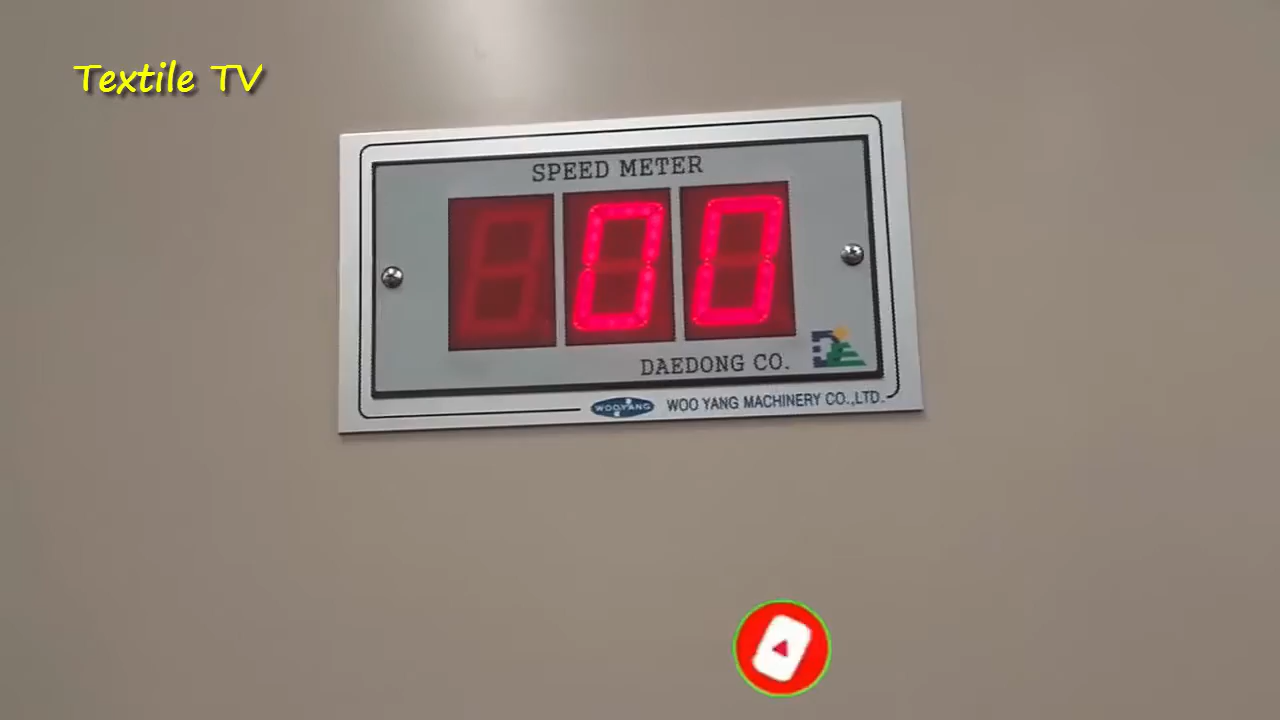 Textile TV
SPEED METER
00
DAEDONG CO.
WOOYANG WOO YANG MACHINERY CO.,LTD.